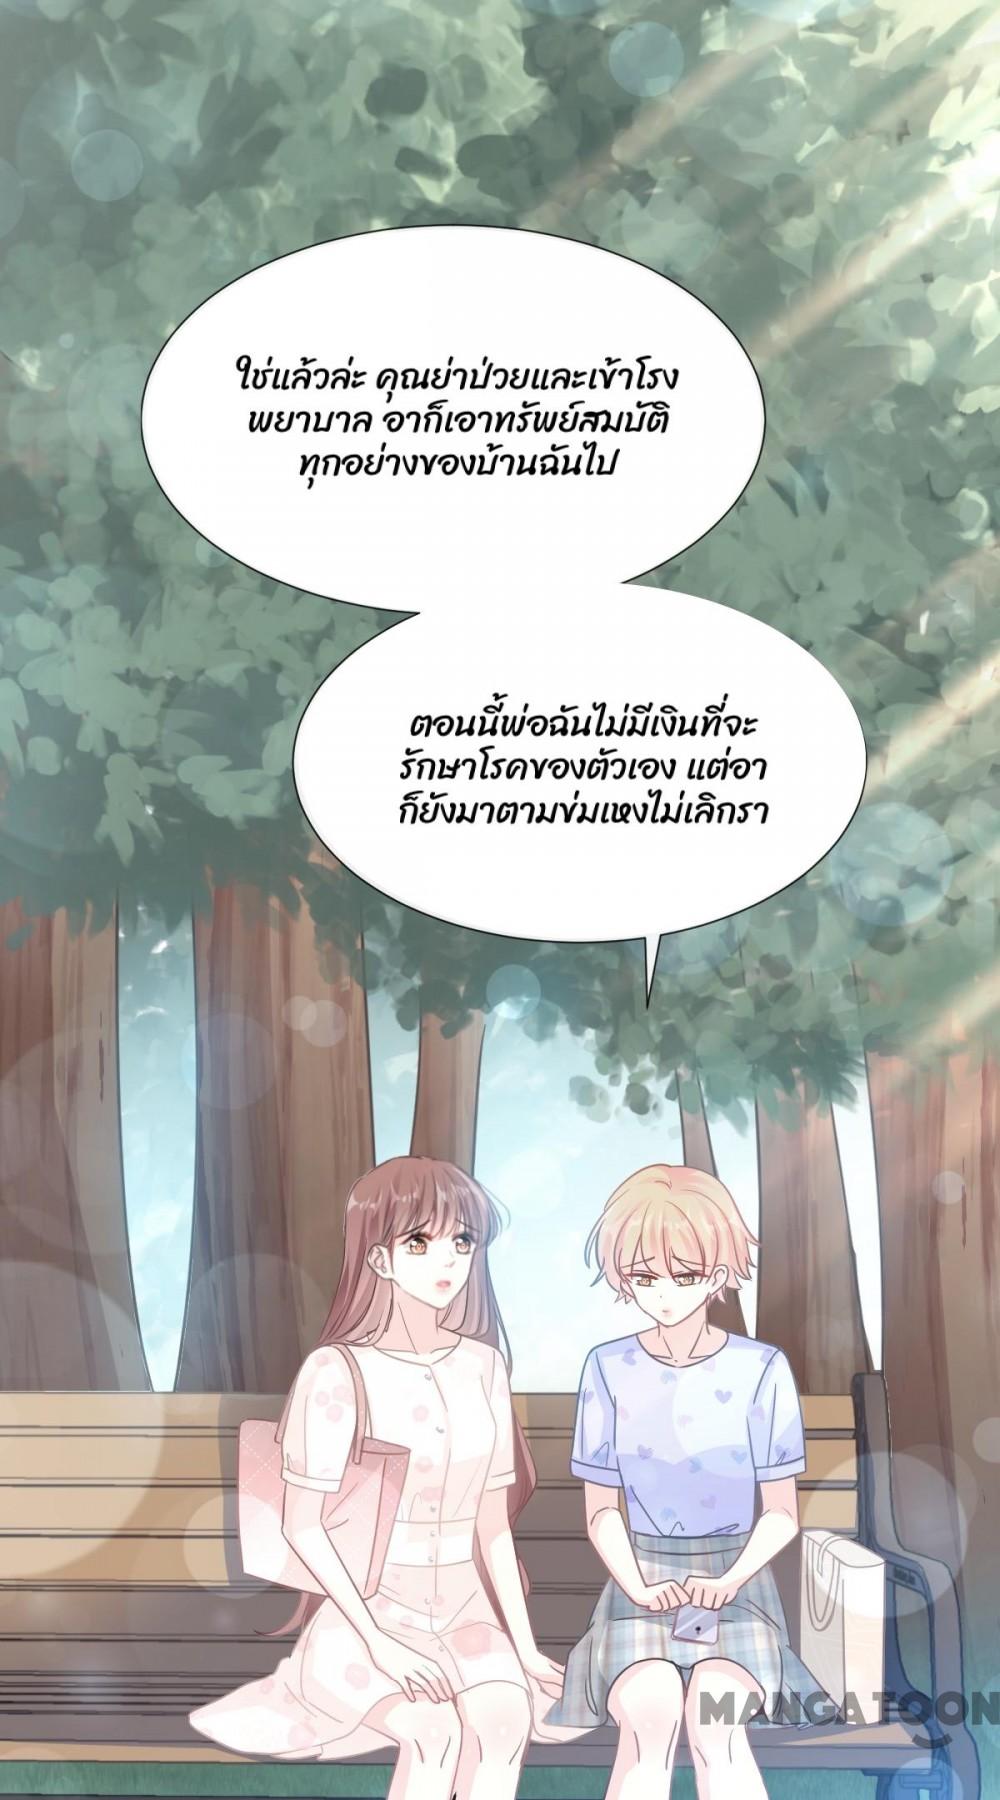 ใช่แล้วล่ะ คุณย่าป่วยและเข้าโรง
พยาบาล อาก็เอาทรัพย์สมบัติ
ทุกอย่างของบ้านฉันไป
ตอนนี้พ่อฉันไม่มีเงินที่จะ
รักษาโรคของตัวเอง แต่อา
ก็ยังมาตามข่มเหงไม่เลิกรา
MANGATOON